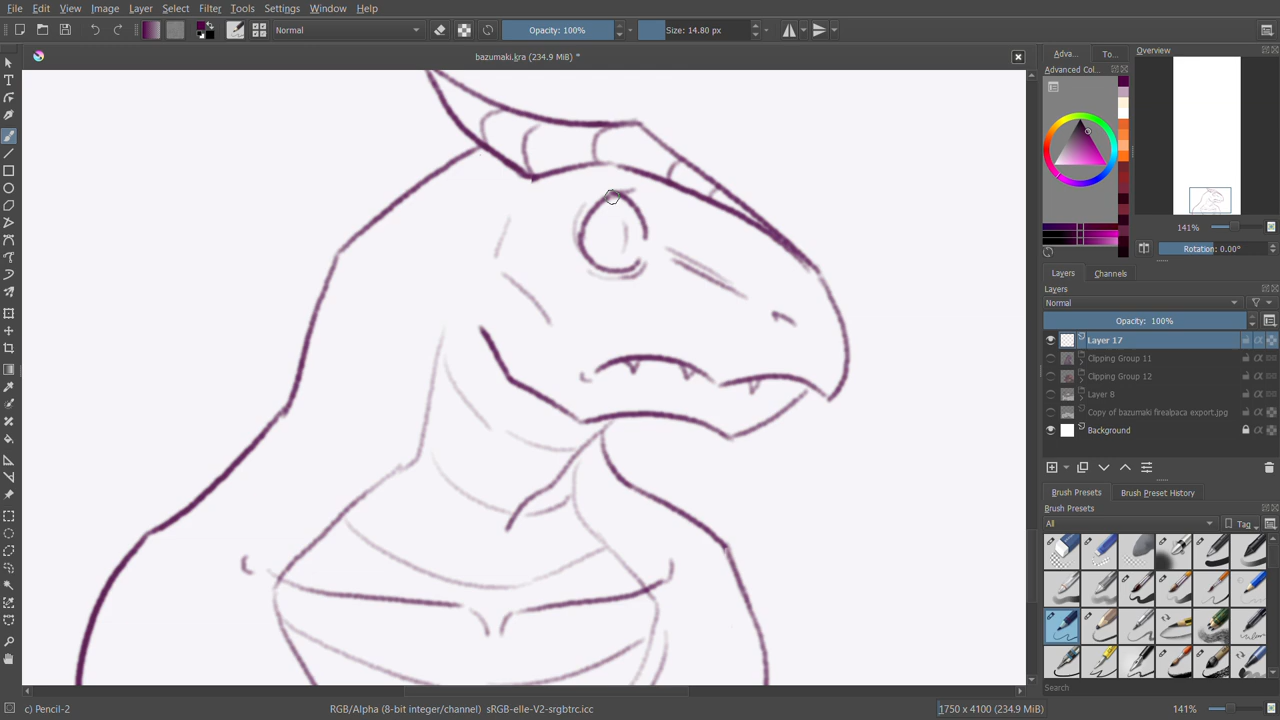 File Edit View Image Layer Select Filter Tools Settings Window Help
Normal
Opacity: 100%
Size: 14.80 px
bazumaki.kra (234.9 MiB) *
Adva... To...
Advanced Col...
Overview
141%
Rotation: 0.00°
Layers Channels
Layers
Normal
Opacity: 100%
Layer 17
Clipping Group 11
Clipping Group 12
Layer 8
Copy of bazumaki firealpaca export.jpg
Background
Brush Presets Brush Preset History
Brush Presets
All
Tag
Search
c) Pencil-2
RGB/Alpha (8-bit integer/channel) sRGB-elle-V2-srgbtrc.icc
1750 x 4100 (234.9 MiB)
141%